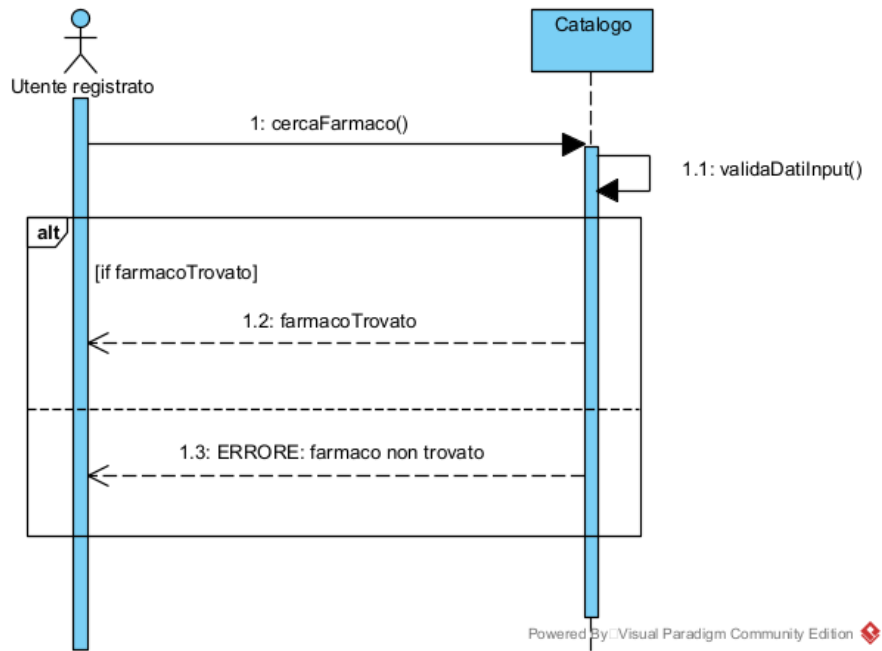 Catalogo
Utente registrato
1: cercaFarmaco()
1.1: validaDatiInput()
alt
[if farmacoTrovato]
1.2: farmacoTrovato
1.3: ERRORE: farmaco non trovato
Powered By Visual Paradigm Community Edition